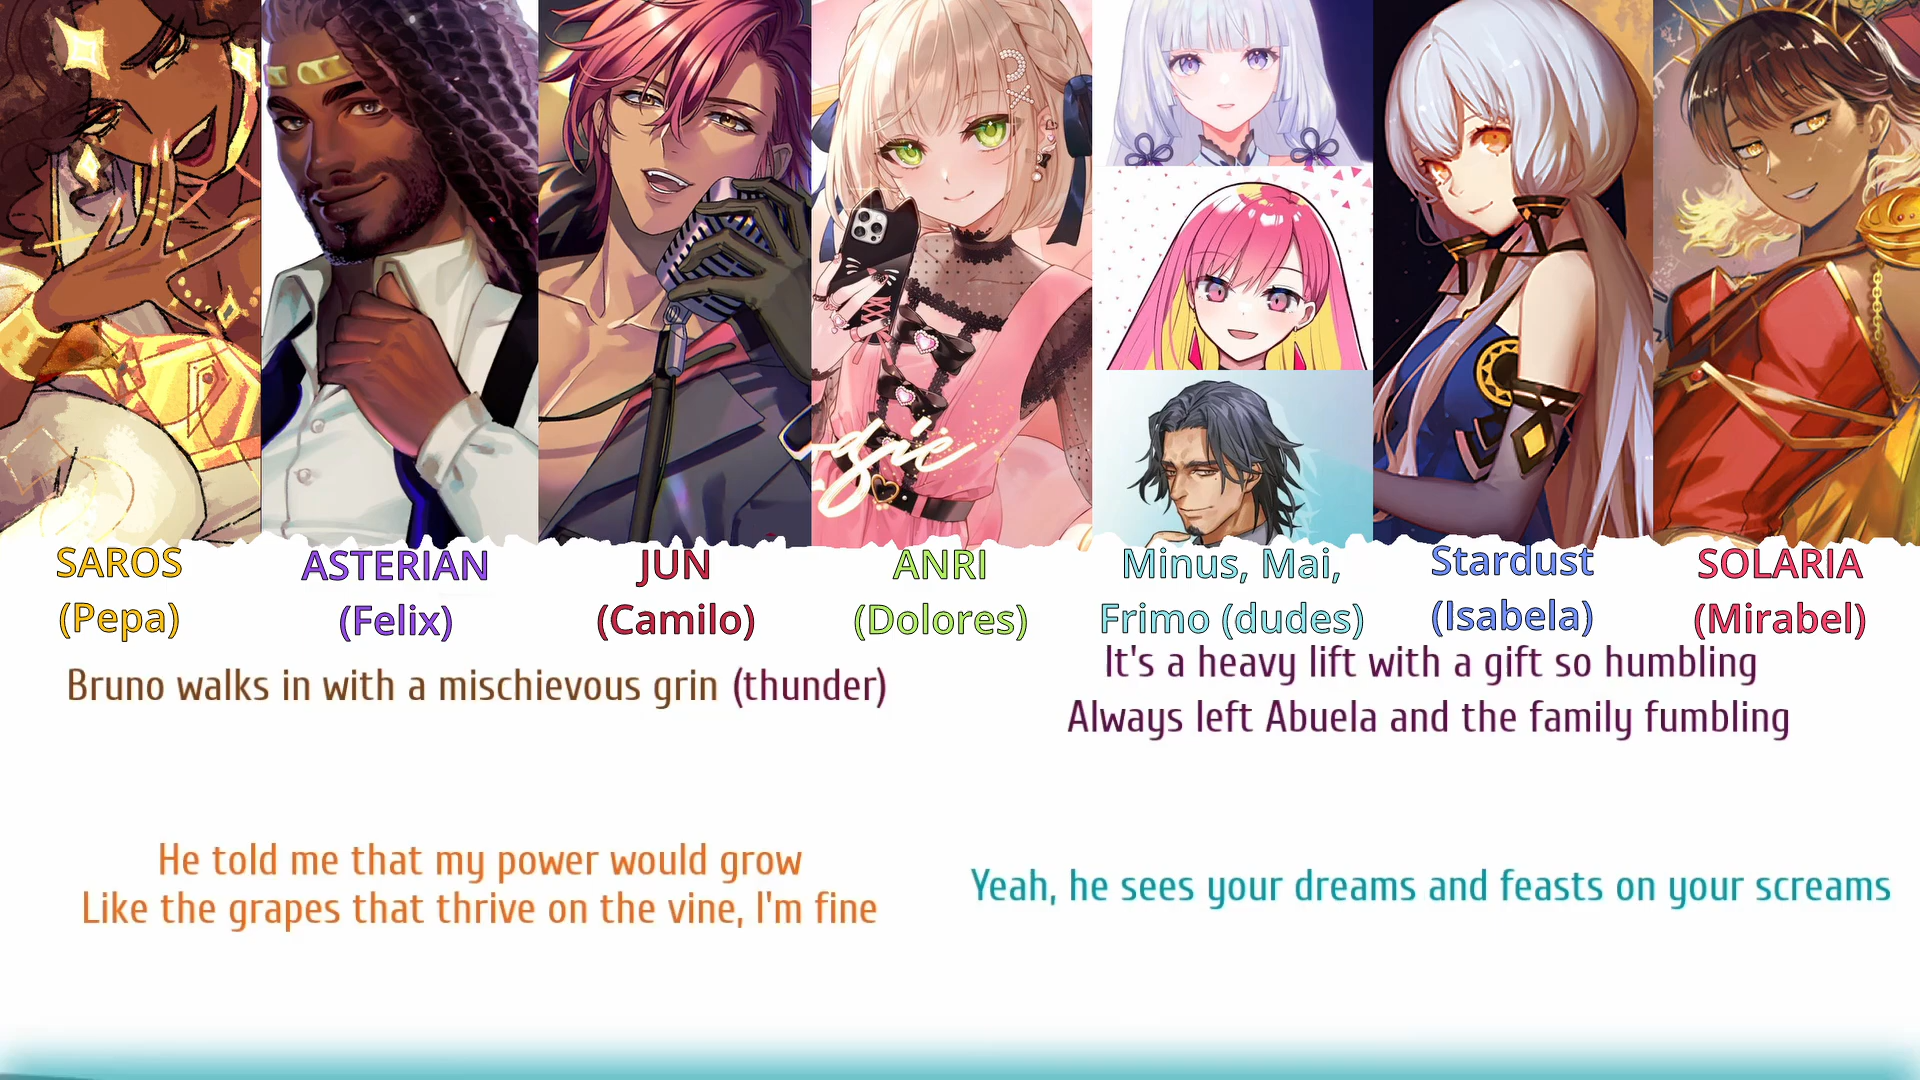 SAROS
(Pepa)
ASTERIAN
(Felix)
JUN
(Camilo)
ANRI
(Dolores)
Minus, Mai,
Frimo (dudes)
Stardust
(Isabela)
SOLARIA
(Mirabel)
Bruno walks in with a mischievous grin (thunder)
It's a heavy lift with a gift so humbling
Always left Abuela and the family fumbling
He told me that my power would grow
Like the grapes that thrive on the vine, I'm fine
Yeah, he sees your dreams and feasts on your screams